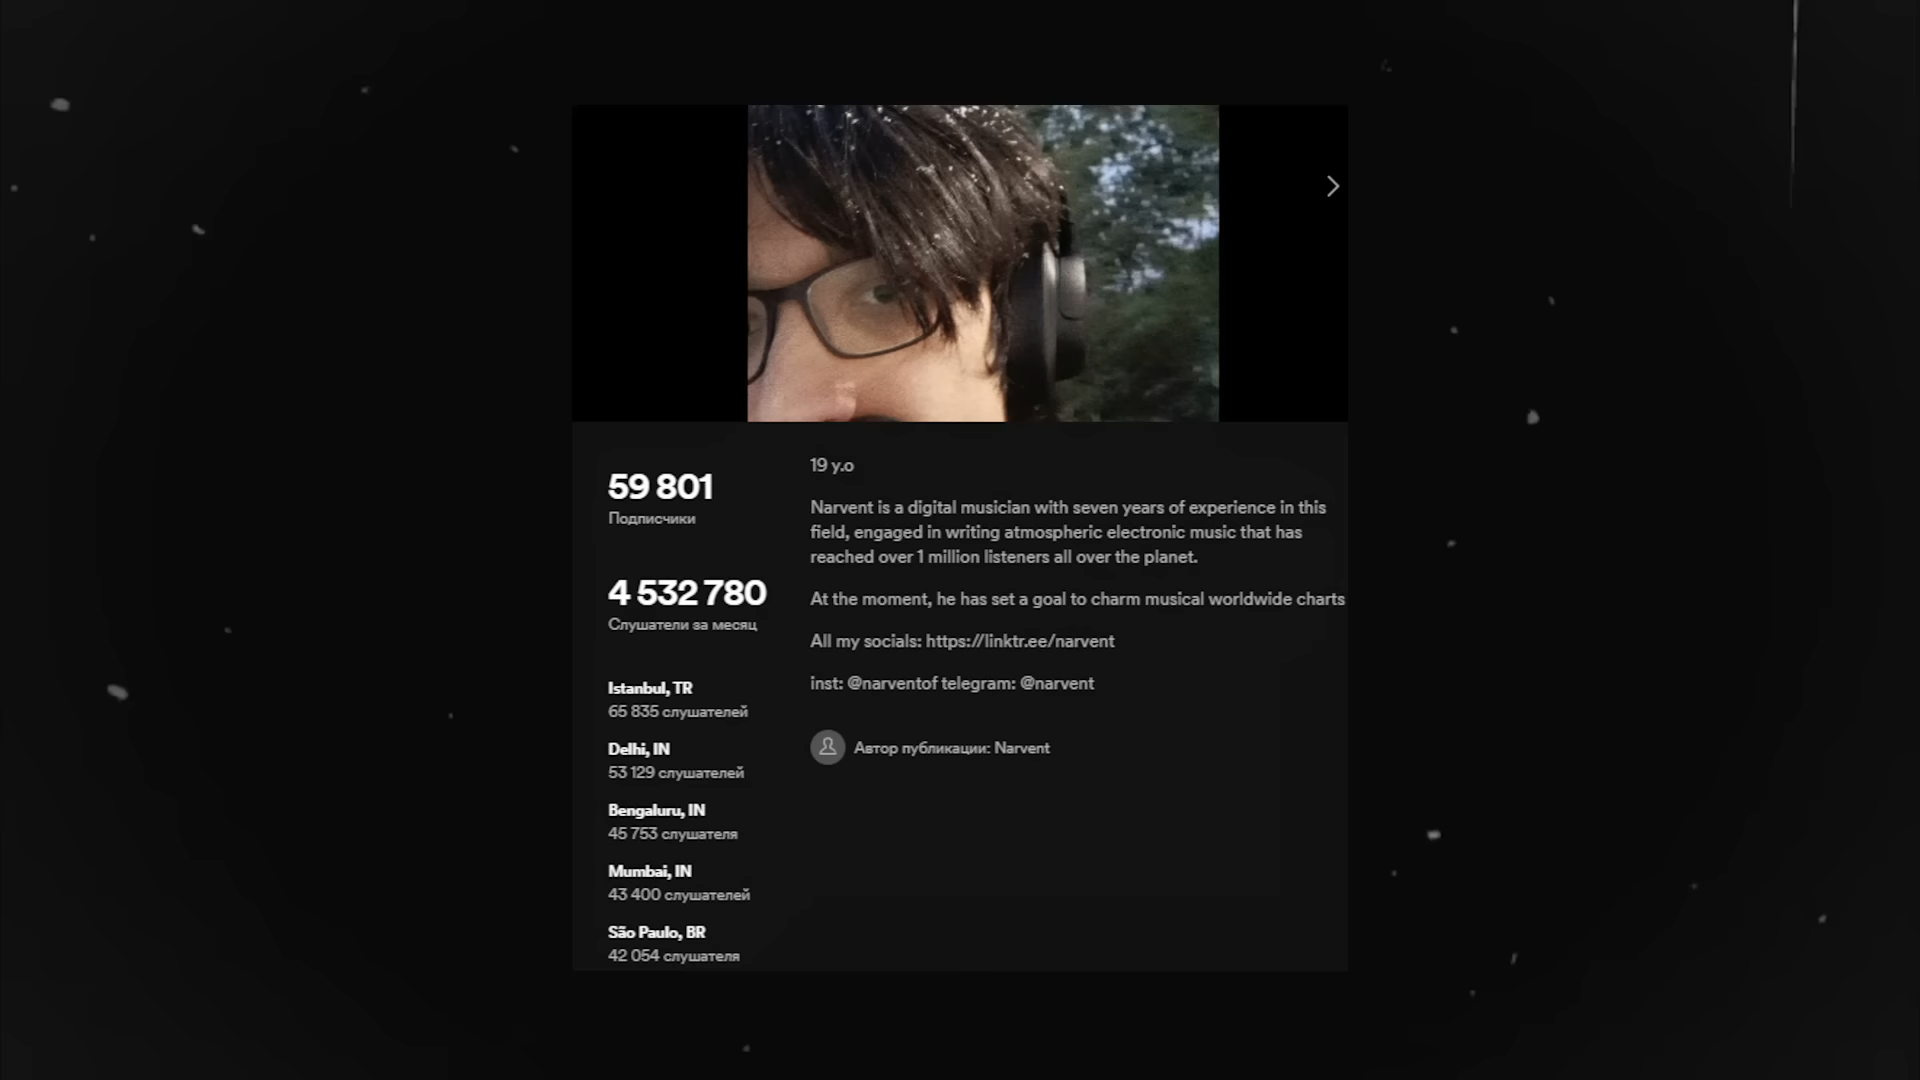 59 801
Подписчики
4 532 780
Слушатели за месяц
Istanbul, TR
65 835 слушателей
Delhi, IN
53 129 слушателей
Bengaluru, IN
45 753 слушателя
Mumbai, IN
43 400 слушателей
São Paulo, BR
42 054 слушателя
19 y.o
Narvent is a digital musician with seven years of experience in this
field, engaged in writing atmospheric electronic music that has
reached over 1 million listeners all over the planet.
At the moment, he has set a goal to charm musical worldwide charts
All my socials: https://linktr.ee/narvent
inst: @narventof telegram: @narvent
Автор публикации: Narvent